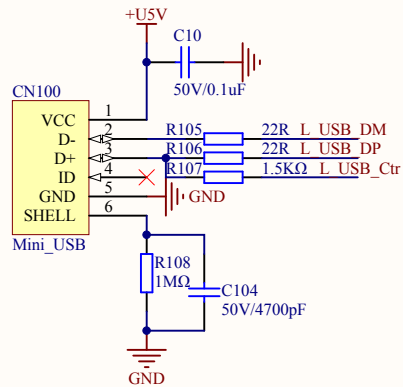 +U5V
C10
50V/0.1uF
CN100
VCC 1
D- 2 R105 22R L_USB_DM
D+ 3 R106 22R L_USB_DP
ID 4 R107 1.5KΩ L_USB_Ctr
GND 5 GND
SHELL 6
Mini_USB
R108
1MΩ
C104
50V/4700pF
GND